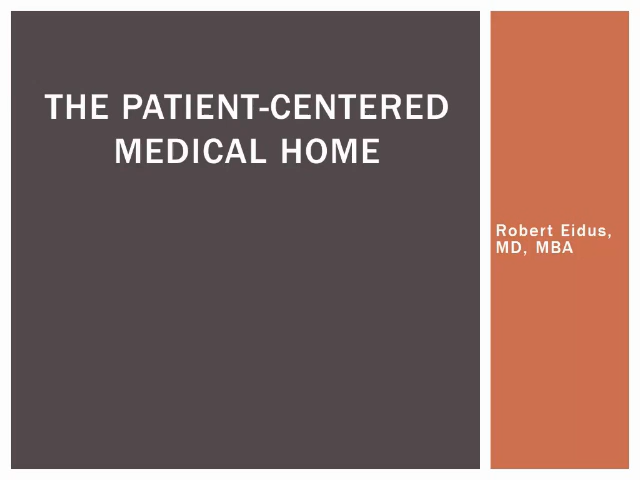 THE PATIENT-CENTERED
MEDICAL HOME
Robert Eidus,
MD, MBA